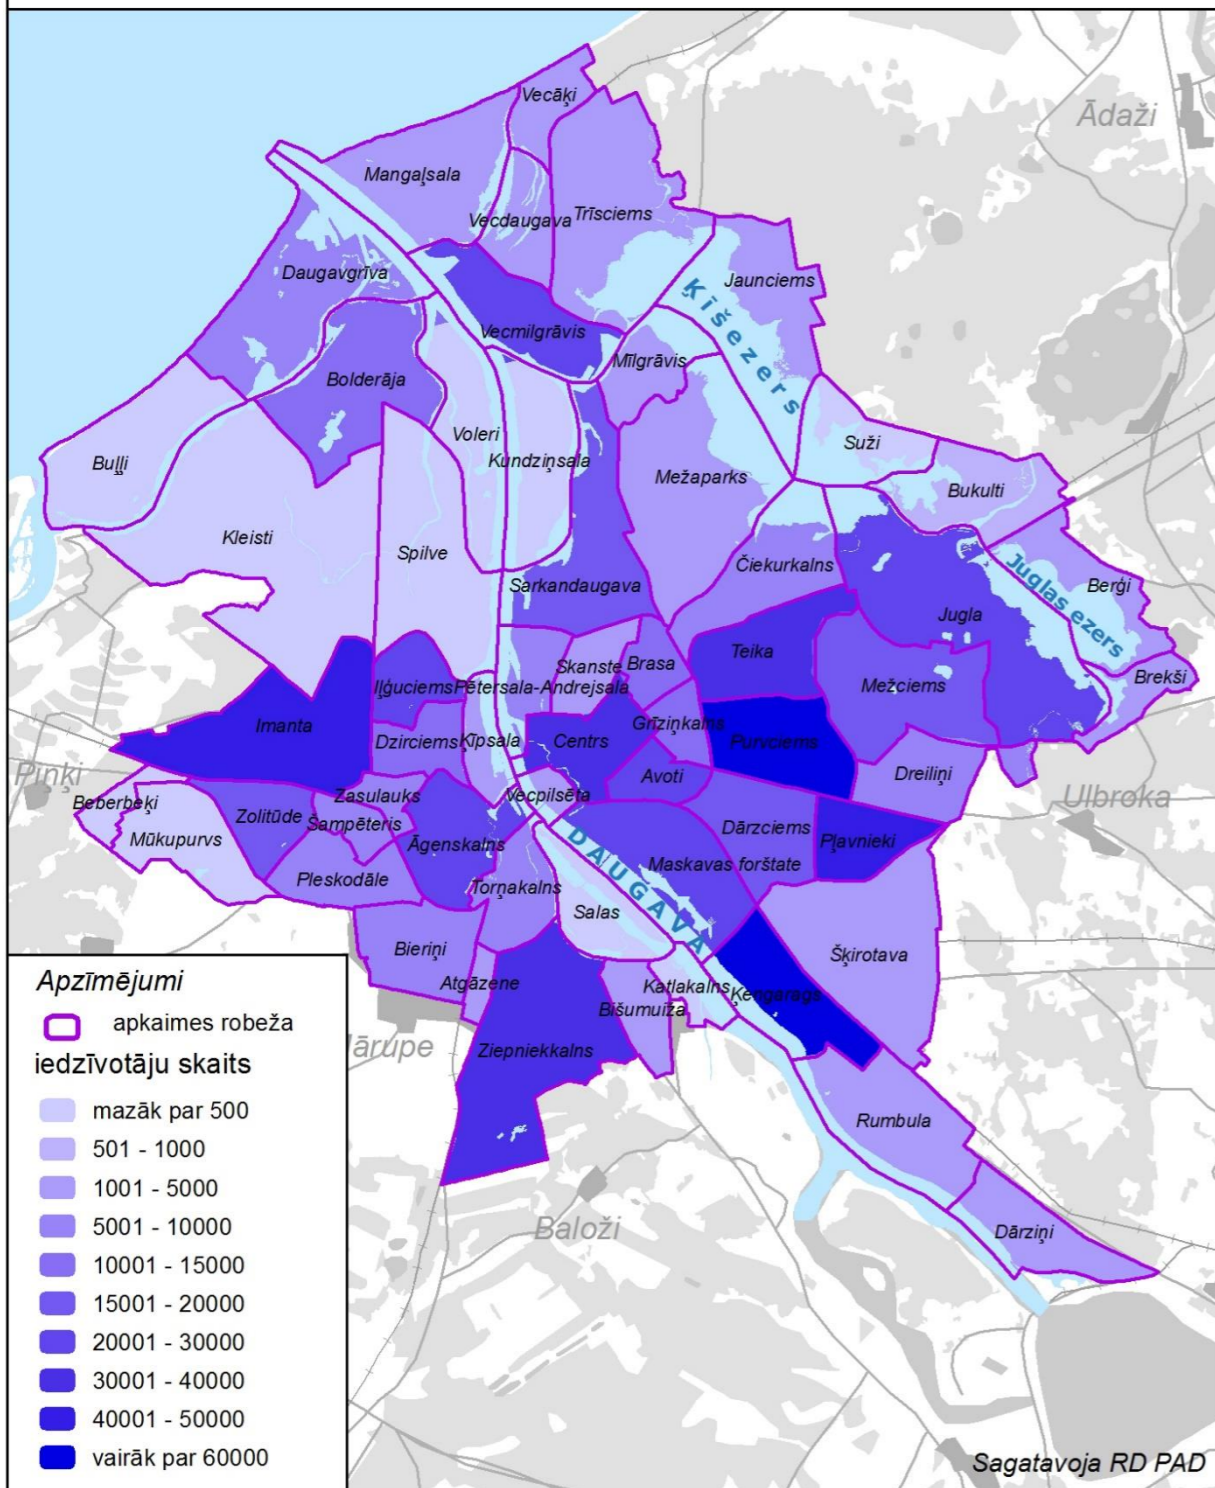 Ādaži
Vecāķi
Mangaļsala
Vecdaugava
Trīsciems
Daugavgrīva
Jaunciems
Ķīšezers
Vecmilgrāvis
Mīlgrāvis
Bolderāja
Voleri
Suži
Buļļi
Kundziņsala
Mežaparks
Bukulti
Kleisti
Spilve
Čiekurkalns
Sarkandaugava
Berģi
Juglas ezers
Jugla
Teika
Skanste
Brasa
Brekši
Iļģuciems
Pētersala-Andrejsala
Mežciems
Imanta
Grīziņkalns
Dzirciems
Ķīpsala
Centrs
Purvciems
Piņķi
Dreiliņi
Avoti
Beberbeķi
Zasulauks
Vecpilsēta
Ulbroka
Zolitūde
Šampēteris
Mūkupurvs
Āgenskalns
DAUGAVA
Dārzciems
Pļavnieki
Maskavas forštate
Pleskodāle
Torņakalns
Salas
Bieriņi
Šķirotava
Atgāzene
Katlakalns
Ķengarags
Bišumuiža
Ziepniekkalns
Mārupe
Rumbula
Baloži
Dārziņi
Apzīmējumi
apkaimes robeža
iedzīvotāju skaits
mazāk par 500
501 - 1000
1001 - 5000
5001 - 10000
10001 - 15000
15001 - 20000
20001 - 30000
30001 - 40000
40001 - 50000
vairāk par 60000
Sagatavoja RD PAD